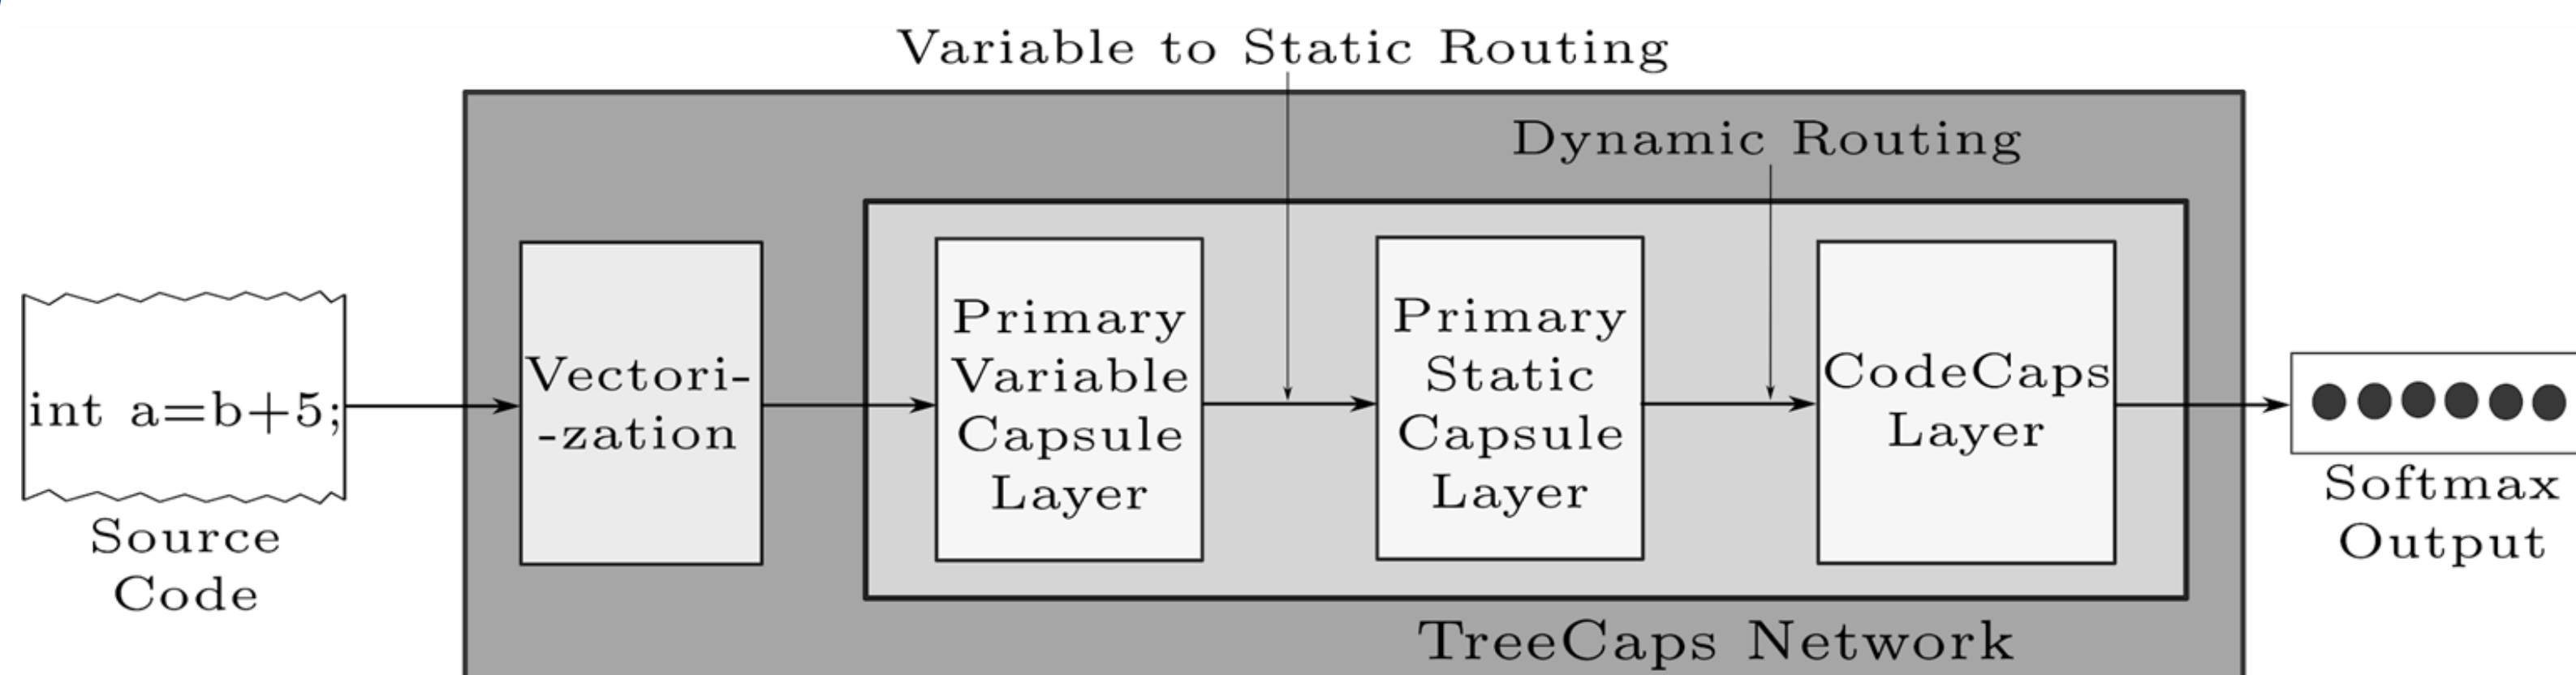 Variable to Static Routing
Dynamic Routing
int a=b+5;
Source
Code
Vectori-
-zation
Primary
Variable
Capsule
Layer
Primary
Static
Capsule
Layer
CodeCaps
Layer
Softmax
Output
TreeCaps Network